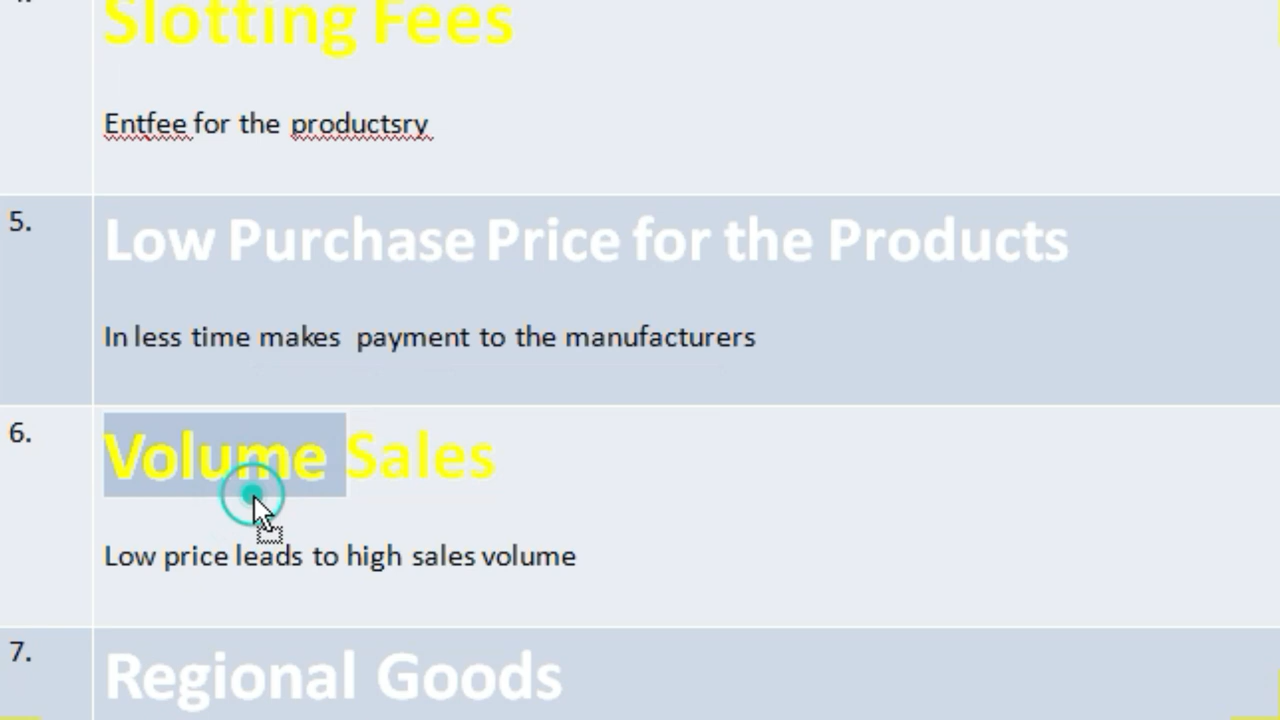 Slotting Fees
Entfee for the productsry
5.
Low Purchase Price for the Products
In less time makes payment to the manufacturers
6.
Volume Sales
Low price leads to high sales volume
7.
Regional Goods